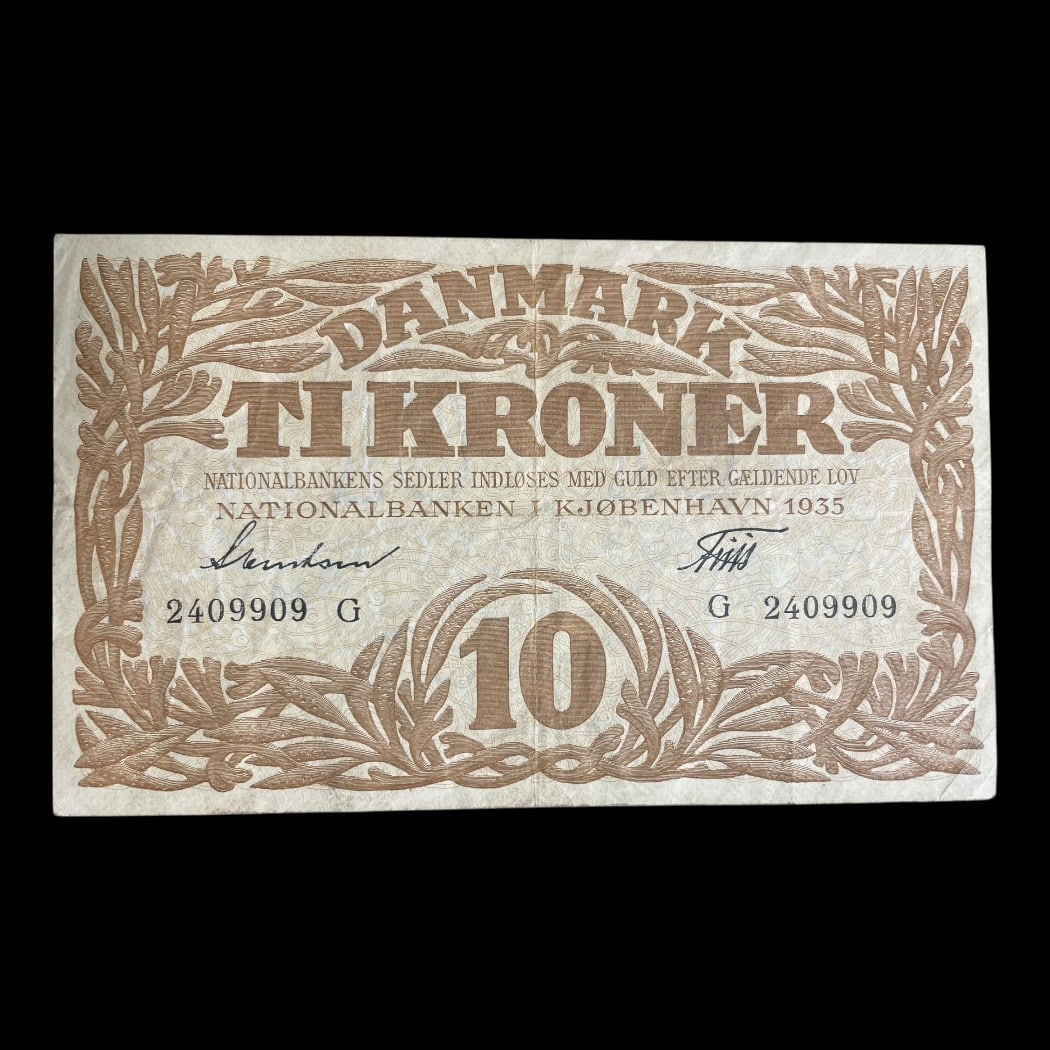 DANMARK
TI KRONER
NATIONALBANKENS SEDLER INDLØSES MED GULD EFTER GÆLDENDE LOV
NATIONALBANKEN I KJØBENHAVN 1935
2409909 G G 2409909
10